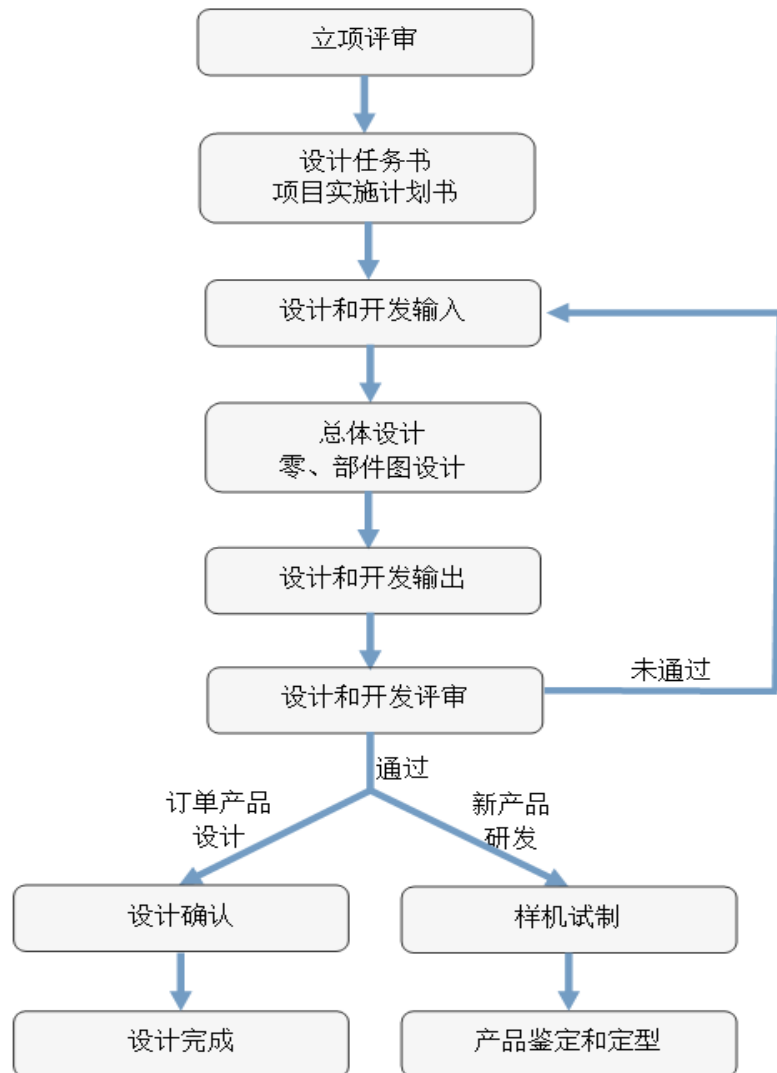 立项评审
设计任务书
项目实施计划书
设计和开发输入
总体设计
零、部件图设计
设计和开发输出
设计和开发评审
未通过
通过
订单产品
设计
新产品
研发
设计确认
样机试制
设计完成
产品鉴定和定型